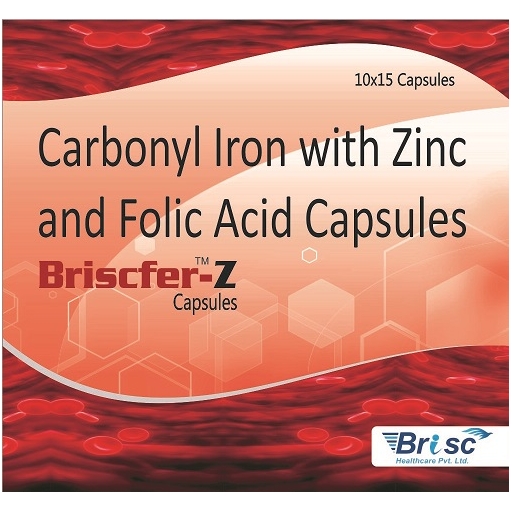 10x15 Capsules
Carbonyl Iron with Zinc
and Folic Acid Capsules
Briscfer-Z™
Capsules
Brisc
Healthcare Pvt. Ltd.